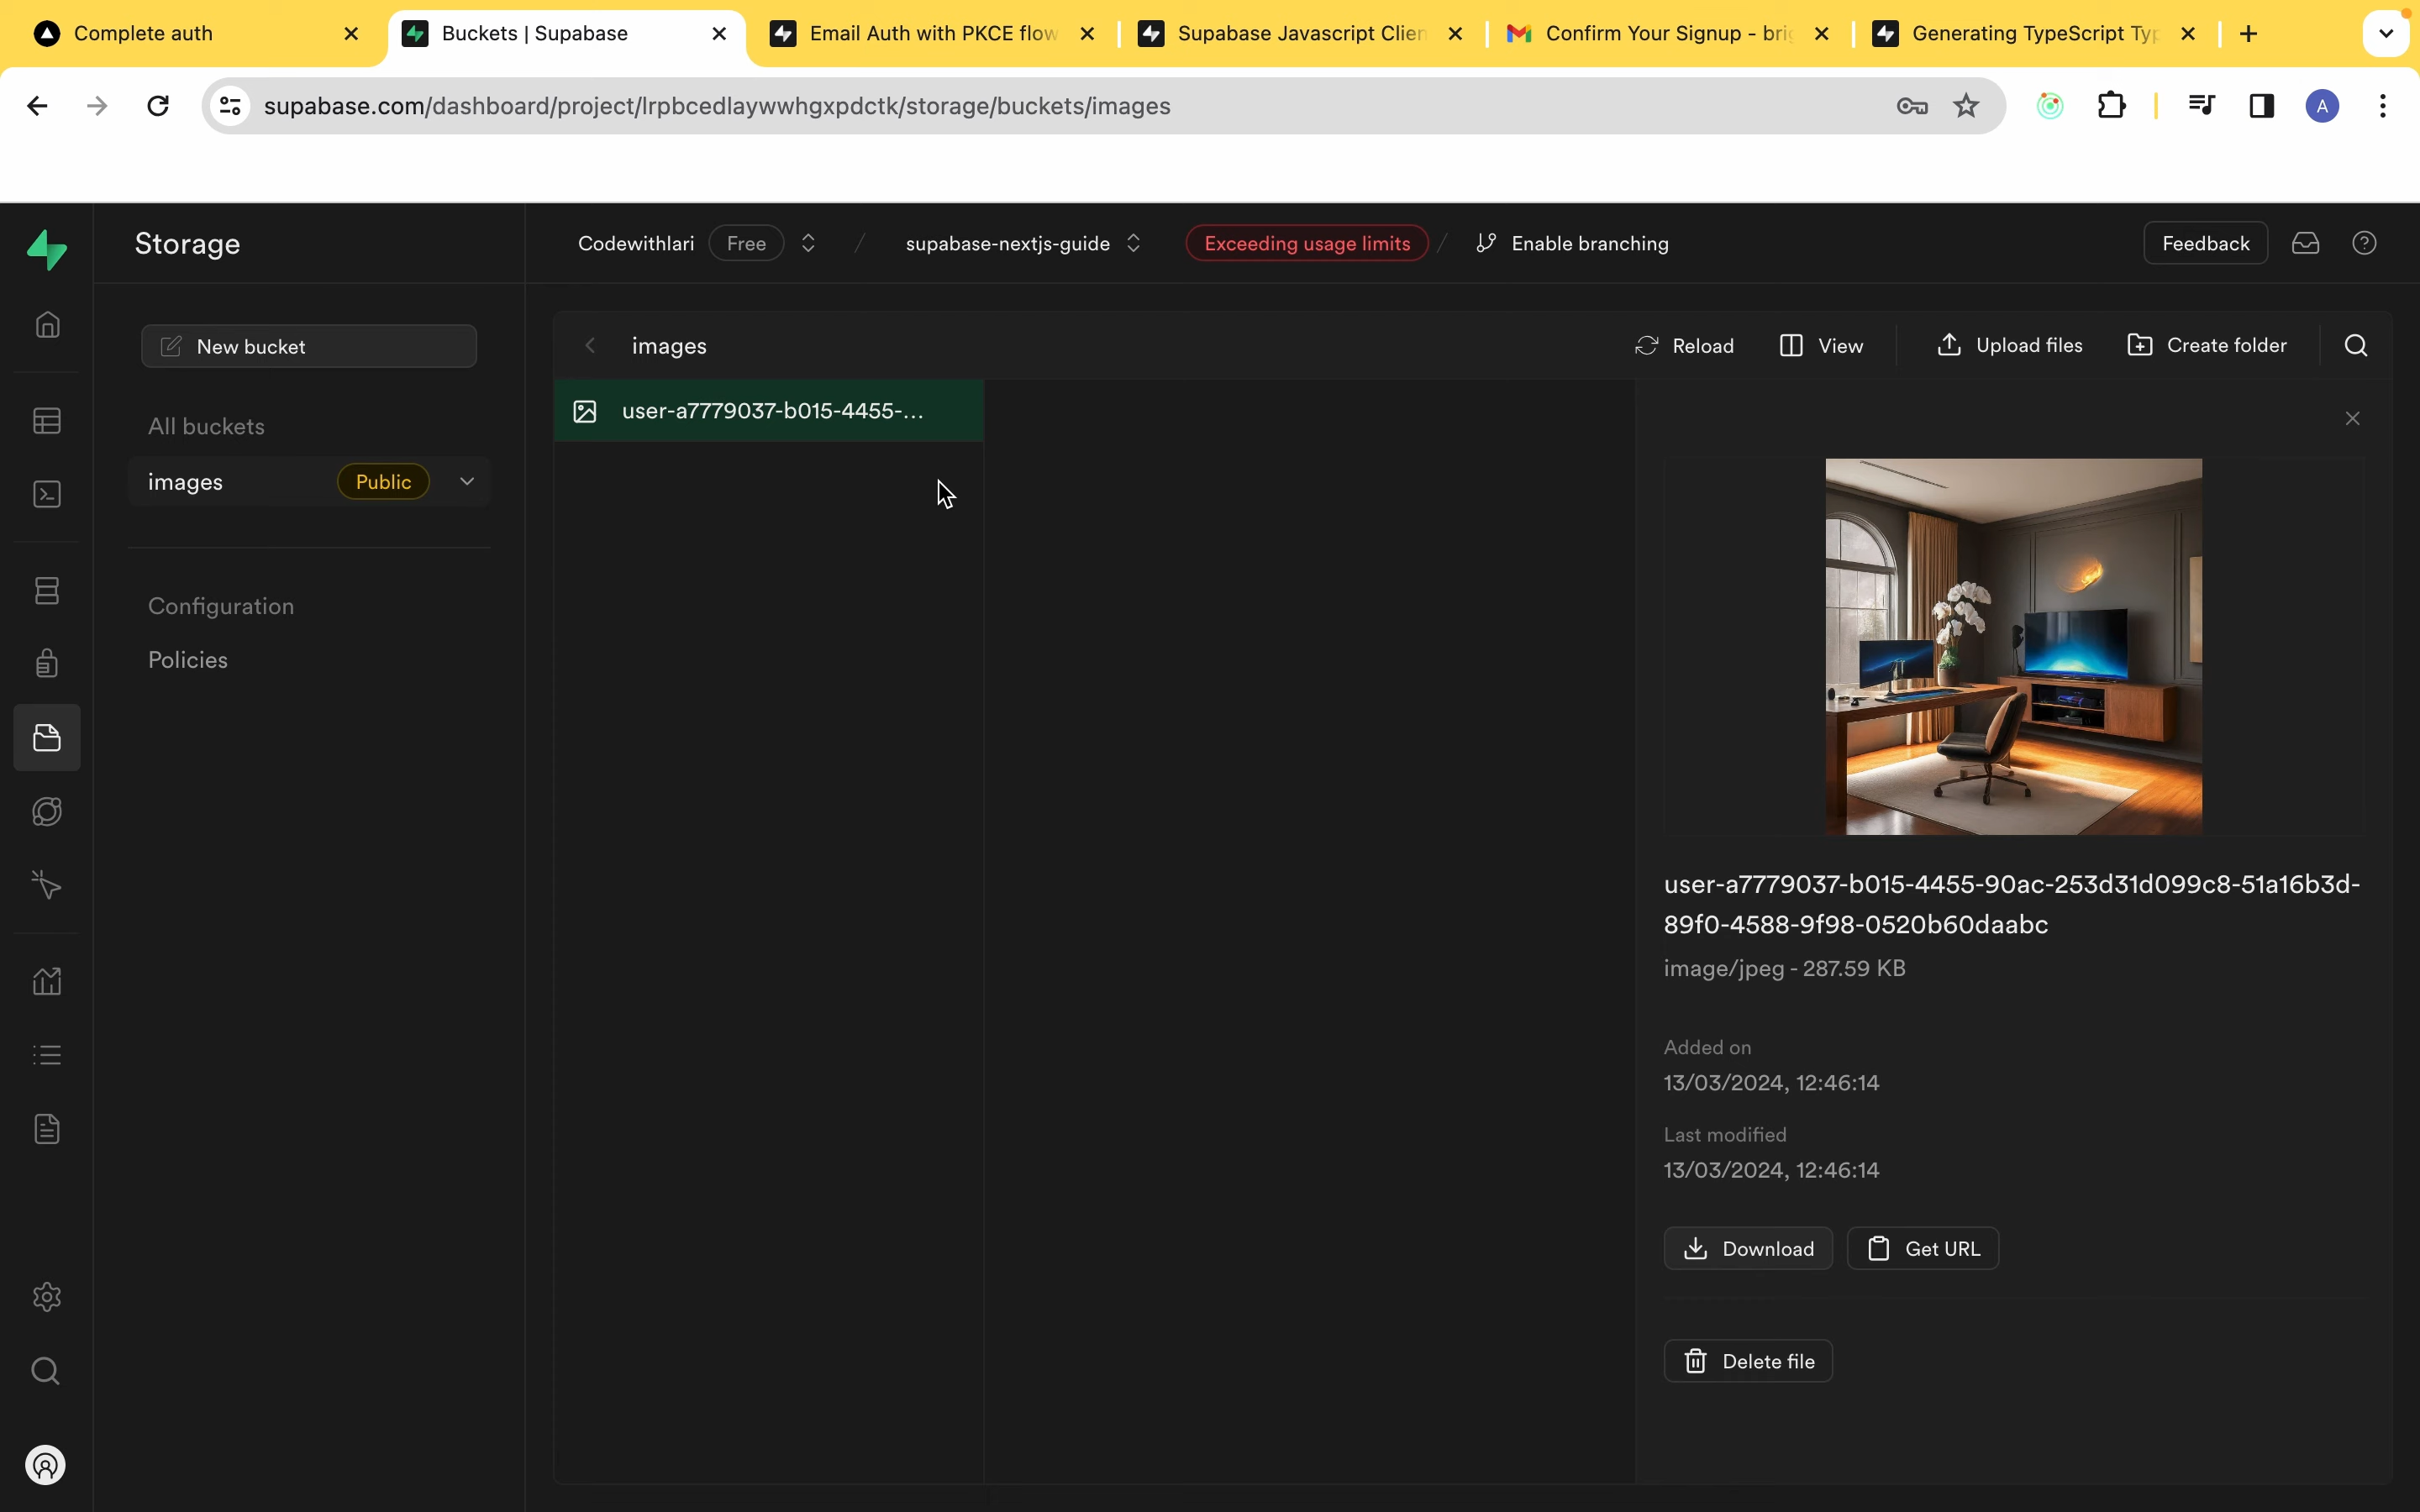 Complete auth
Buckets | Supabase
Email Auth with PKCE flow
Supabase Javascript Clien
Confirm Your Signup - bri
Generating TypeScript Typ
supabase.com/dashboard/project/lrpbcedlaywwhgxpdctk/storage/buckets/images
A
Storage
Codewithlari
Free
/
supabase-nextjs-guide
Exceeding usage limits
/
Enable branching
Feedback
New bucket
images
Reload
View
Upload files
Create folder
All buckets
images
Public
user-a7779037-b015-4455-...
Configuration
Policies
user-a7779037-b015-4455-90ac-253d31d099c8-51a16b3d-
89f0-4588-9f98-0520b60daabc
image/jpeg - 287.59 KB
Added on
13/03/2024, 12:46:14
Last modified
13/03/2024, 12:46:14
Download
Get URL
Delete file